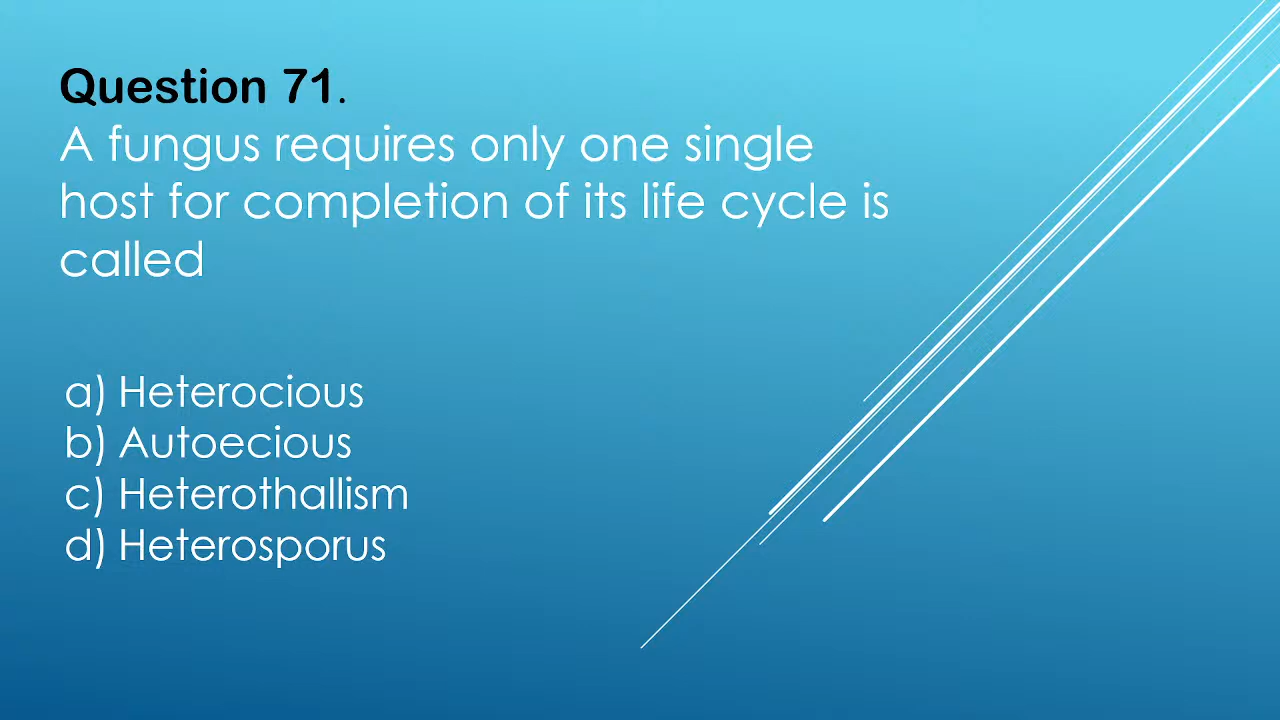 Question 71.
A fungus requires only one single
host for completion of its life cycle is
called
a) Heterocious
b) Autoecious
c) Heterothallism
d) Heterosporus